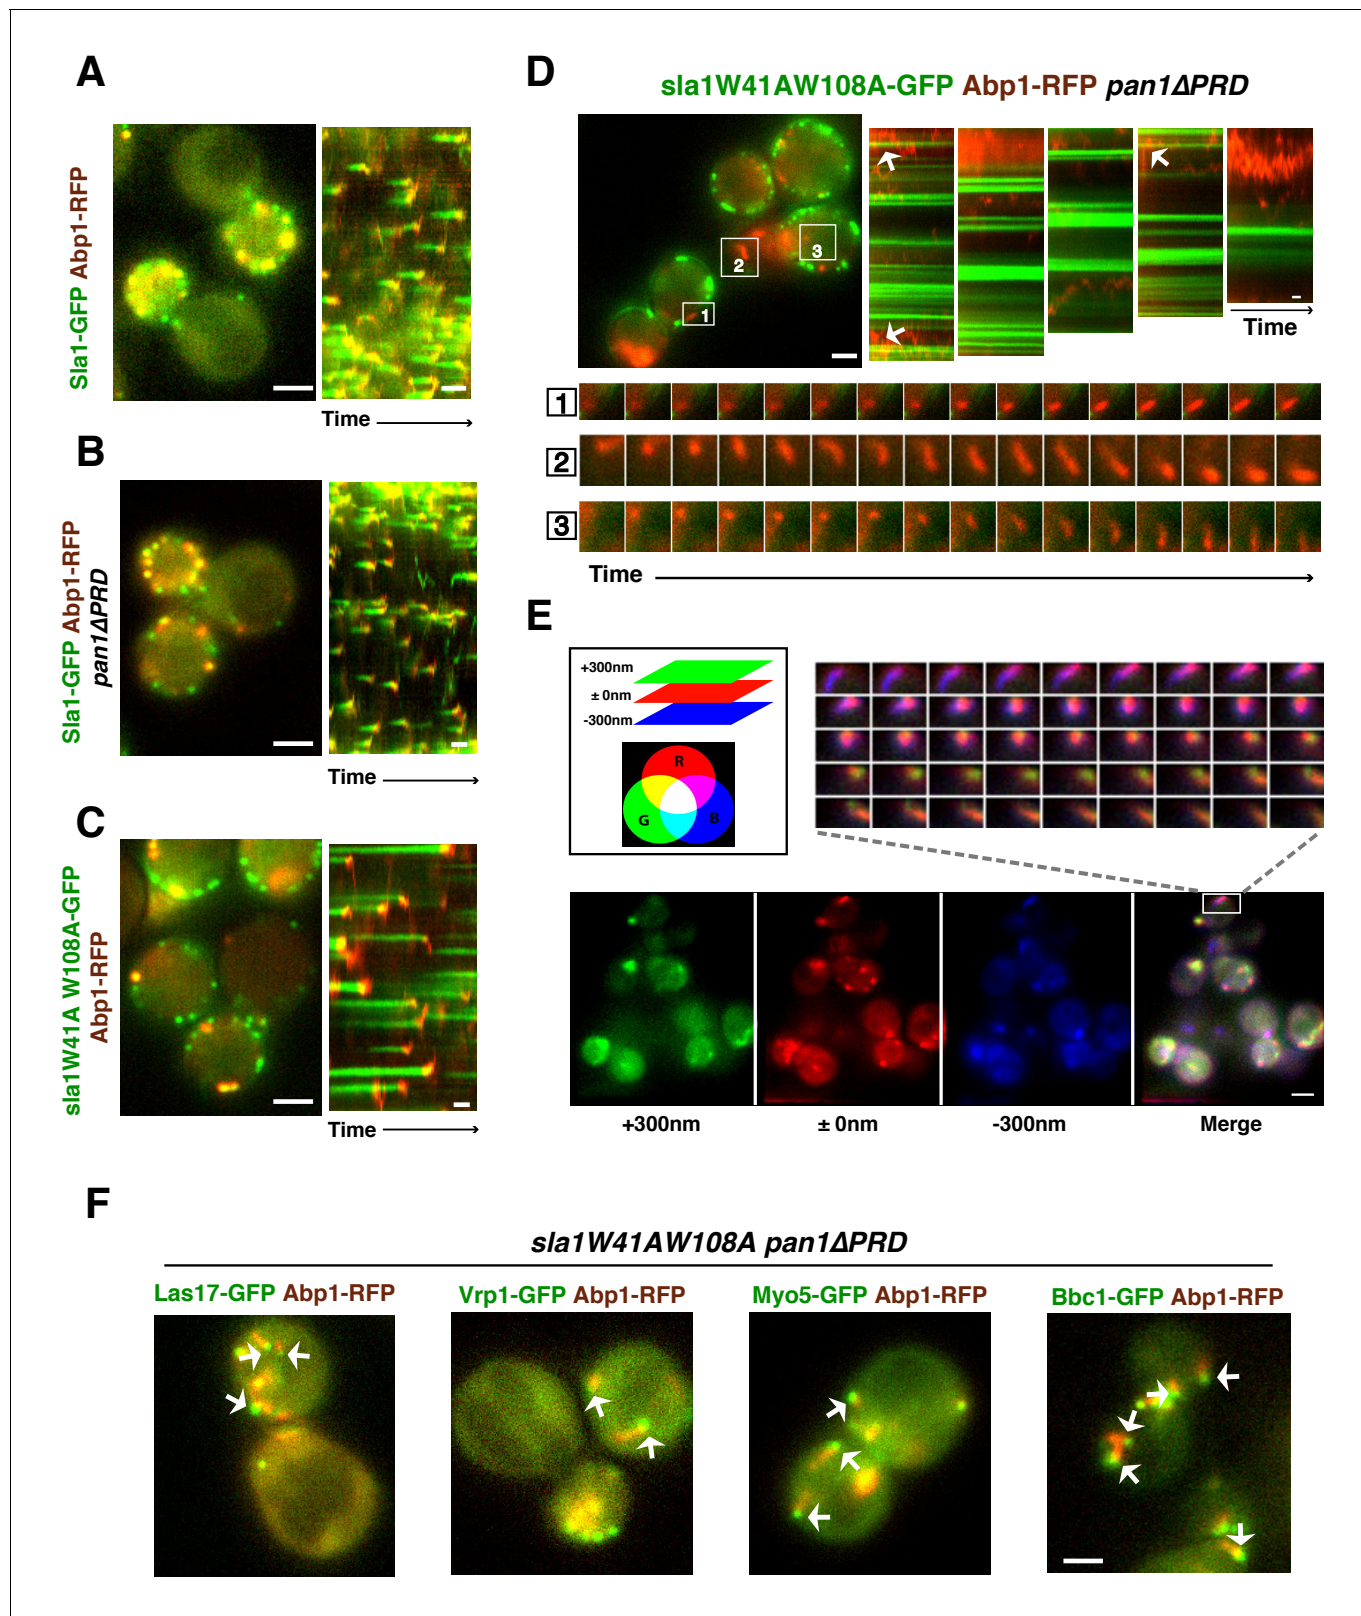 A
Sla1-GFP Abp1-RFP
Time
B
Sla1-GFP Abp1-RFP
pan1ΔPRD
Time
C
sla1W41A W108A-GFP
Abp1-RFP
Time
D
sla1W41AW108A-GFP Abp1-RFP pan1ΔPRD
1
2
3
Time
1
2
3
Time
E
+300nm
± 0nm
-300nm
R
G
B
+300nm
± 0nm
-300nm
Merge
F
sla1W41AW108A pan1ΔPRD
Las17-GFP Abp1-RFP
Vrp1-GFP Abp1-RFP
Myo5-GFP Abp1-RFP
Bbc1-GFP Abp1-RFP